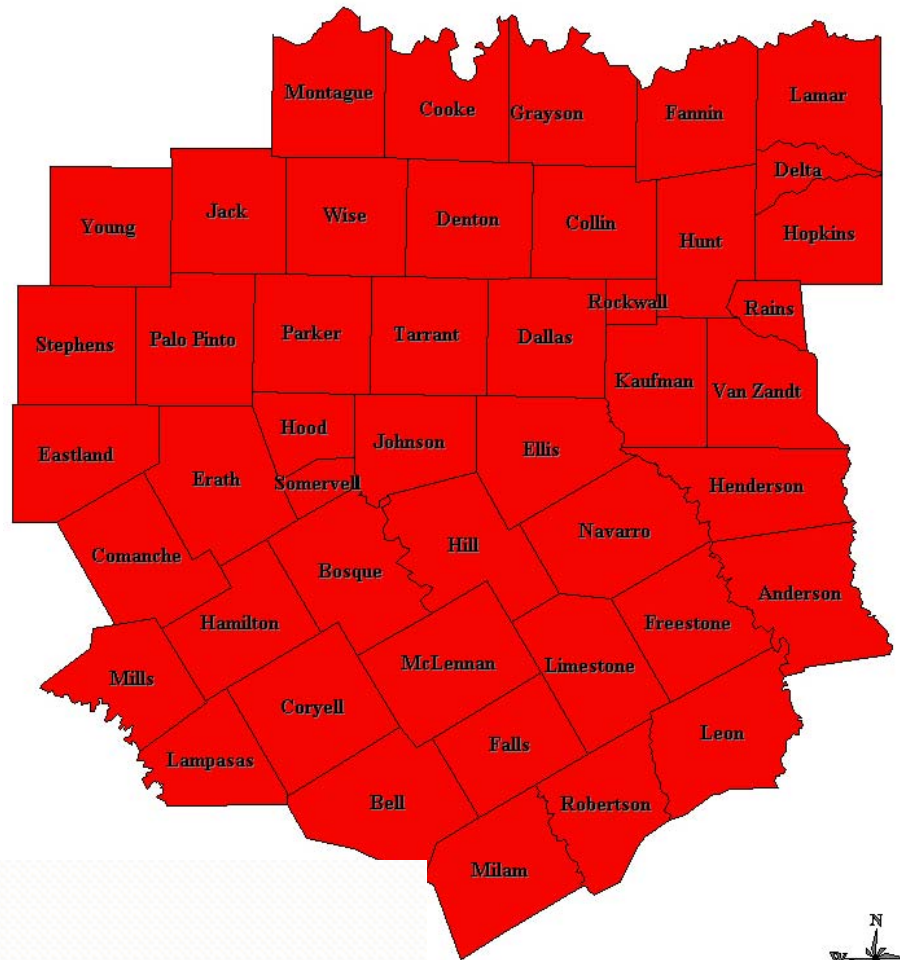 Montague
Cooke
Grayson
Fannin
Lamar
Delta
Young
Jack
Wise
Denton
Collin
Hunt
Hopkins
Rockwall
Rains
Stephens
Palo Pinto
Parker
Tarrant
Dallas
Kaufman
Van Zandt
Eastland
Erath
Hood
Johnson
Ellis
Somervell
Henderson
Comanche
Bosque
Hill
Navarro
Anderson
Hamilton
Freestone
Mills
McLennan
Limestone
Coryell
Lampasas
Falls
Leon
Bell
Robertson
Milam
N